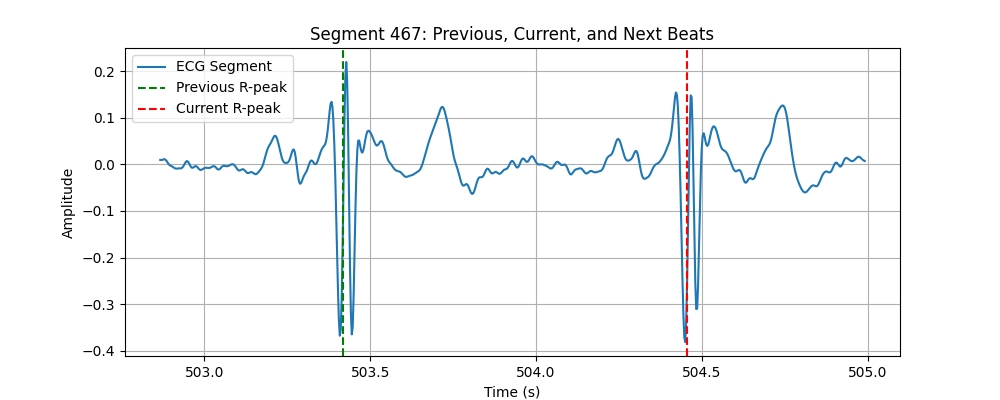 Segment 467: Previous, Current, and Next Beats
ECG Segment
Previous R-peak
Current R-peak
Amplitude
0.2
0.1
0.0
−0.1
−0.2
−0.3
−0.4
503.0 503.5 504.0 504.5 505.0
Time (s)